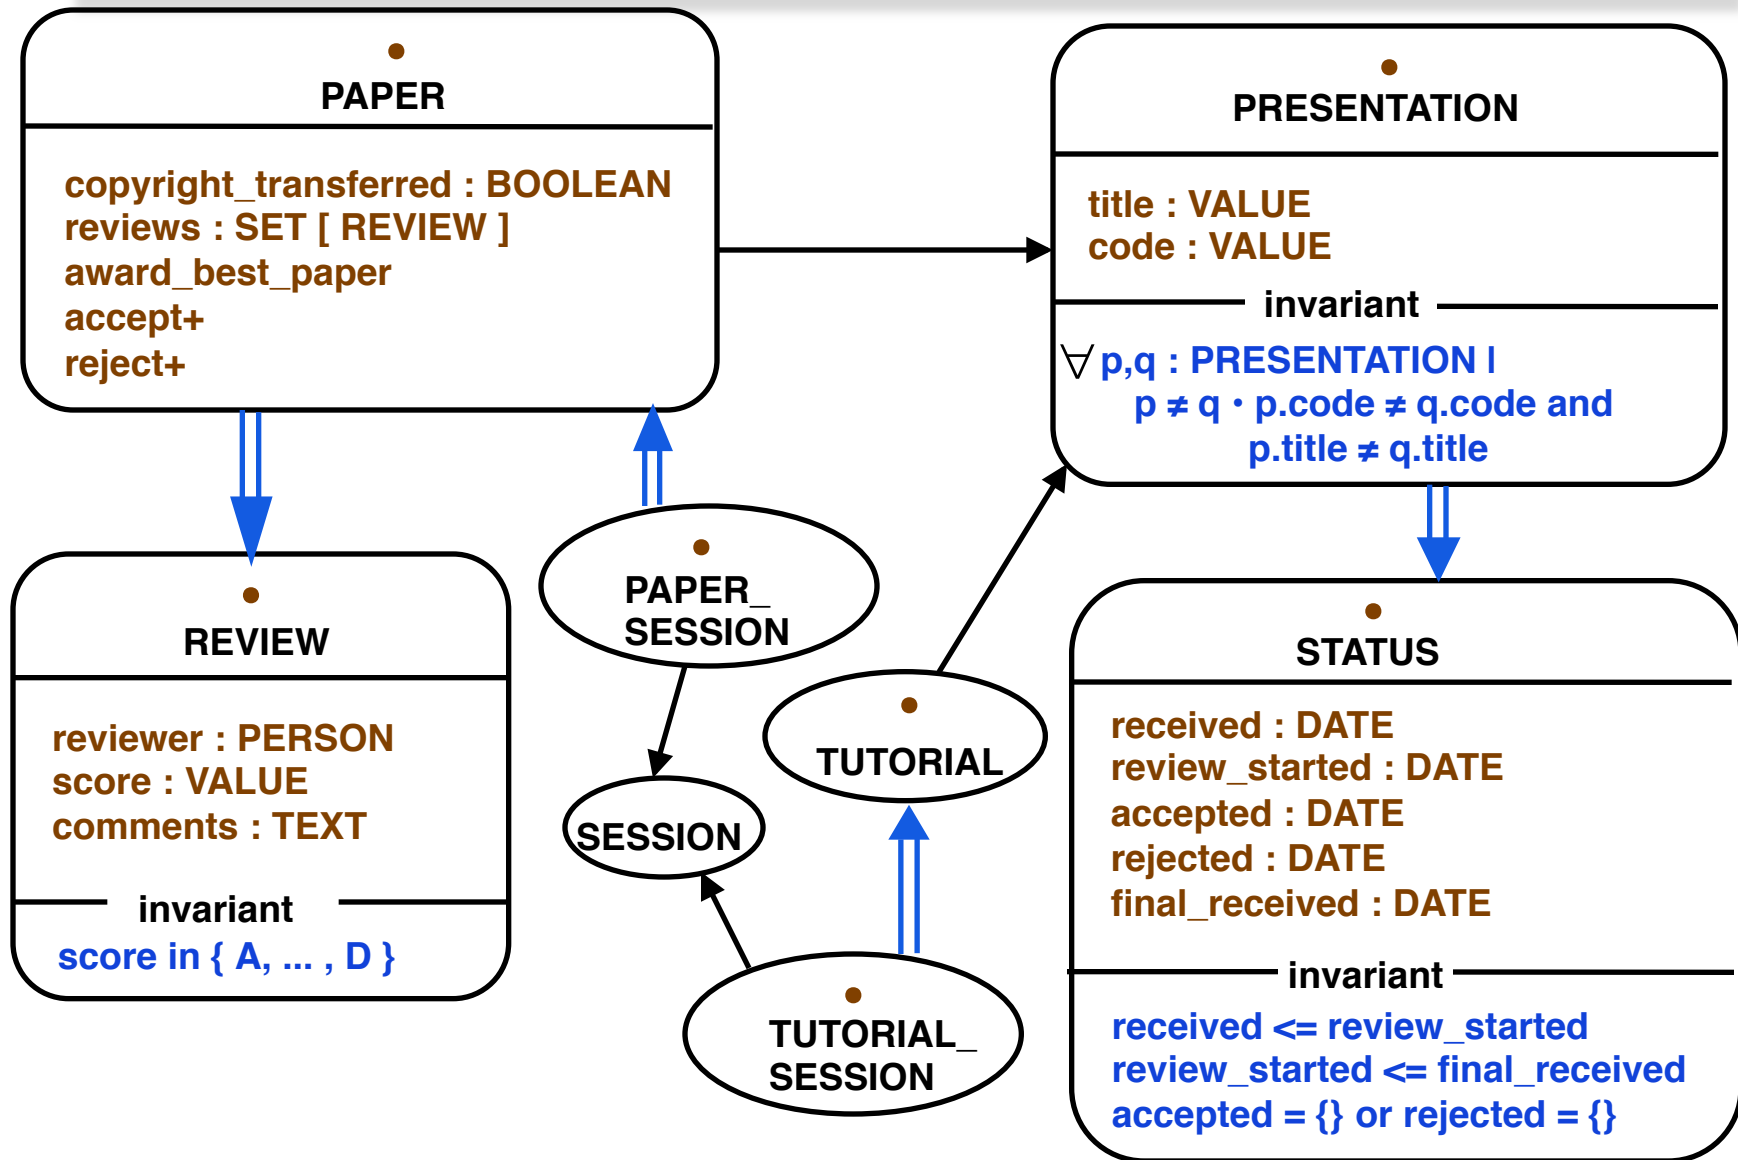 PAPER
copyright_transferred : BOOLEAN
reviews : SET [ REVIEW ]
award_best_paper
accept+
reject+
PRESENTATION
title : VALUE
code : VALUE
invariant
∀ p,q : PRESENTATION |
p ≠ q · p.code ≠ q.code and
p.title ≠ q.title
REVIEW
reviewer : PERSON
score : VALUE
comments : TEXT
invariant
score in { A, ... , D }
PAPER_
SESSION
SESSION
TUTORIAL
TUTORIAL_
SESSION
STATUS
received : DATE
review_started : DATE
accepted : DATE
rejected : DATE
final_received : DATE
invariant
received <= review_started
review_started <= final_received
accepted = {} or rejected = {}